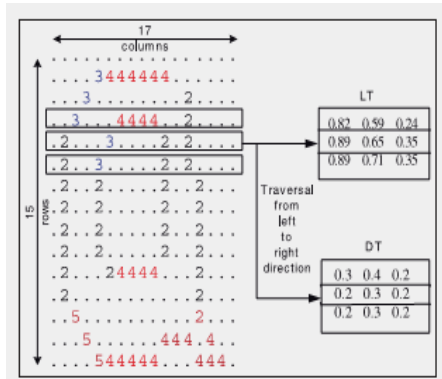 17
columns
................
....3444444......
...3........2....
..3...4444...2....
.2...3....2.2....
.2..3.....2.2....
.2..2.....2..2...
.2..2.....2..2...
.2..2.....2..2...
.2..2.....2..2...
.2...24444...2...
.2...........2...
..5..........2...
...5......444.4..
....544444...444.
15
rows
Traversal
from
left
to
right
direction
LT
0.82 0.59 0.24
0.89 0.65 0.35
0.89 0.71 0.35
DT
0.3 0.4 0.2
0.2 0.3 0.2
0.2 0.3 0.2